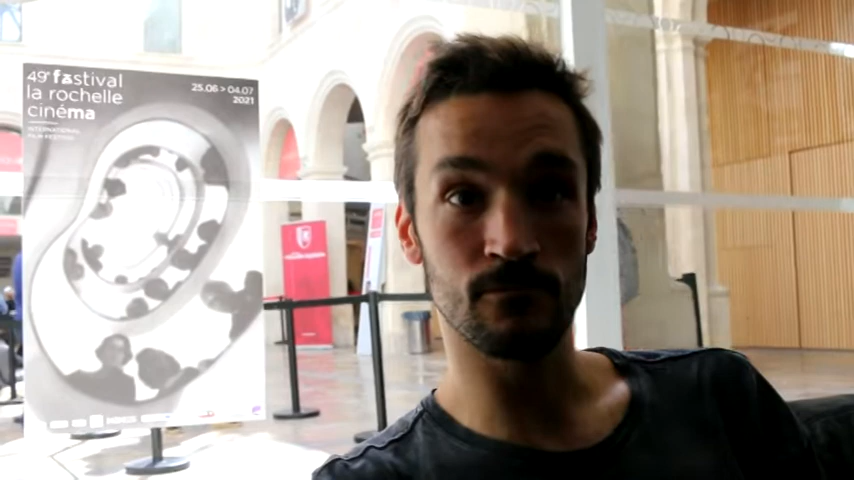 49e festival
25.06 > 04.07
la rochelle
2021
cinéma
INTERNATIONAL
FILM FESTIVAL